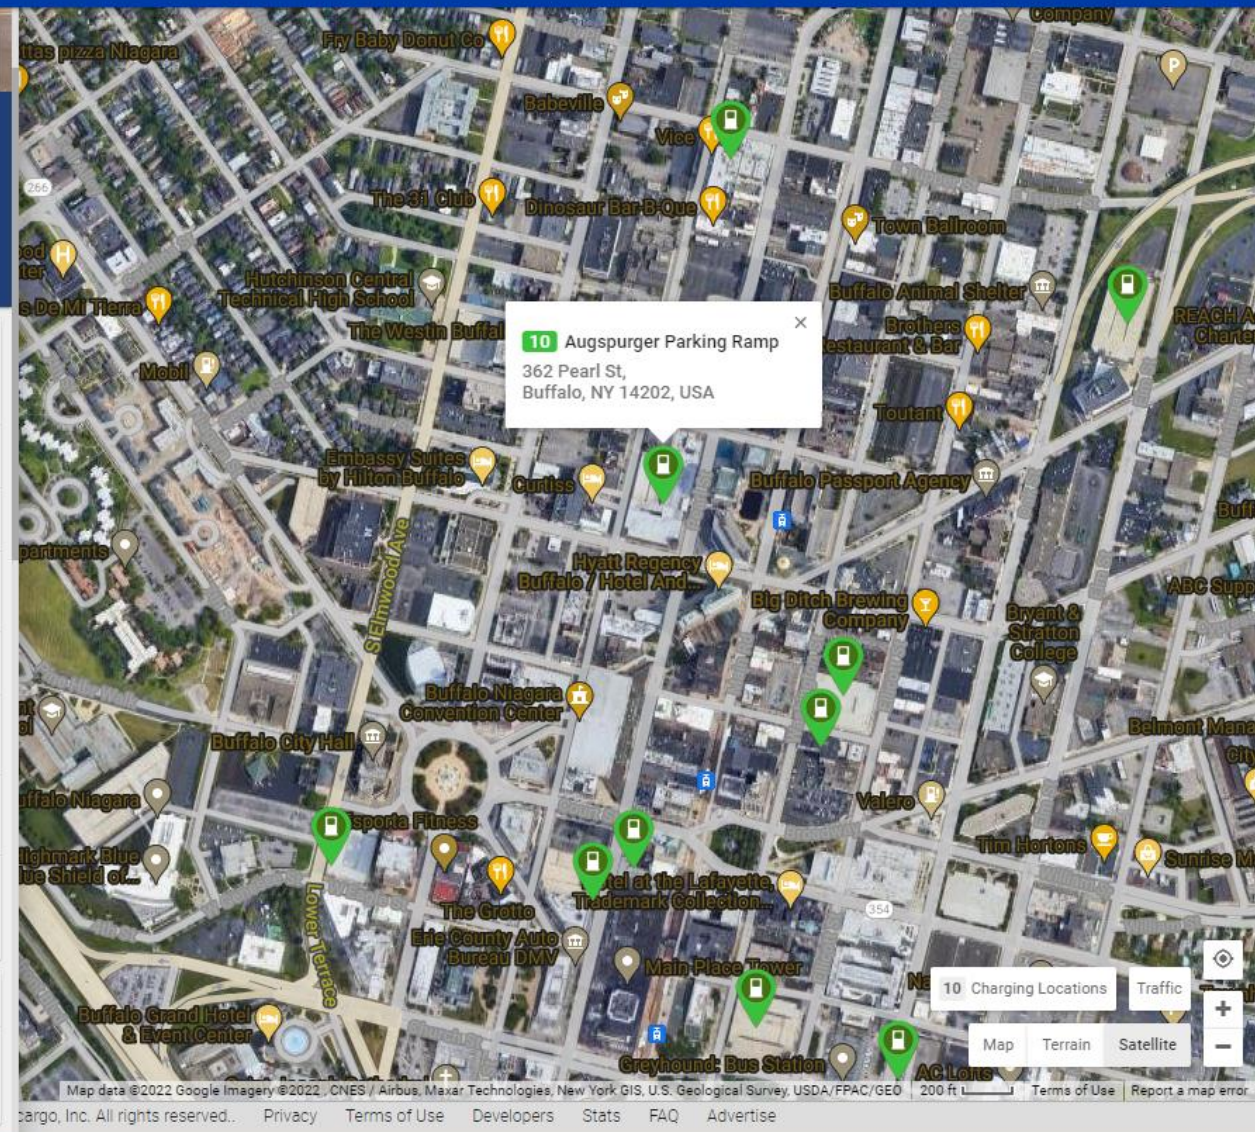 Company
Fry Baby Donut Co
ttas pizza Niagara
Babeville
Vice
P
266
The 31 Club
Dinosaur Bar-B-Que
Town Ballroom
ter
H
Hutchinson Central
Technical High School
Buffalo Animal Shelter
s De Mi Tierra
REACH A
Charte
The Westin Buffal
Brothers
estaurant & Bar
10 Augspurger Parking Ramp
362 Pearl St,
Buffalo, NY 14202, USA
Mobil
Toutant
Embassy Suites
by Hilton Buffalo
Curtiss
Buffalo Passport Agency
Buff
S Elmwood Ave
partments
Hyatt Regency
Buffalo / Hotel And...
Big Ditch Brewing
Company
ABC Supp
Bryant &
Stratton
College
Buffalo Niagara
Convention Center
Buffalo City Hall
Belmont Mana
City
Valero
uffalo Niagara
sporta Fitness
Tim Hortons
Sunrise M
lighmark Blue
ue Shield of...
tel at the Lafayette,
Trademark Collection...
354
The Grotto
Lower Terrace
Erie County Auto
Bureau DMV
Main Place Tower
Na
10 Charging Locations
Traffic
+
Buffalo Grand Hotel
& Event Center
Map
Terrain
Satellite
−
Greyhound: Bus Station
AC Lofts
Map data ©2022 Google Imagery ©2022 , CNES / Airbus, Maxar Technologies, New York GIS, U.S. Geological Survey, USDA/FPAC/GEO
200 ft
Terms of Use
Report a map error
cargo, Inc. All rights reserved..
Privacy
Terms of Use
Developers
Stats
FAQ
Advertise